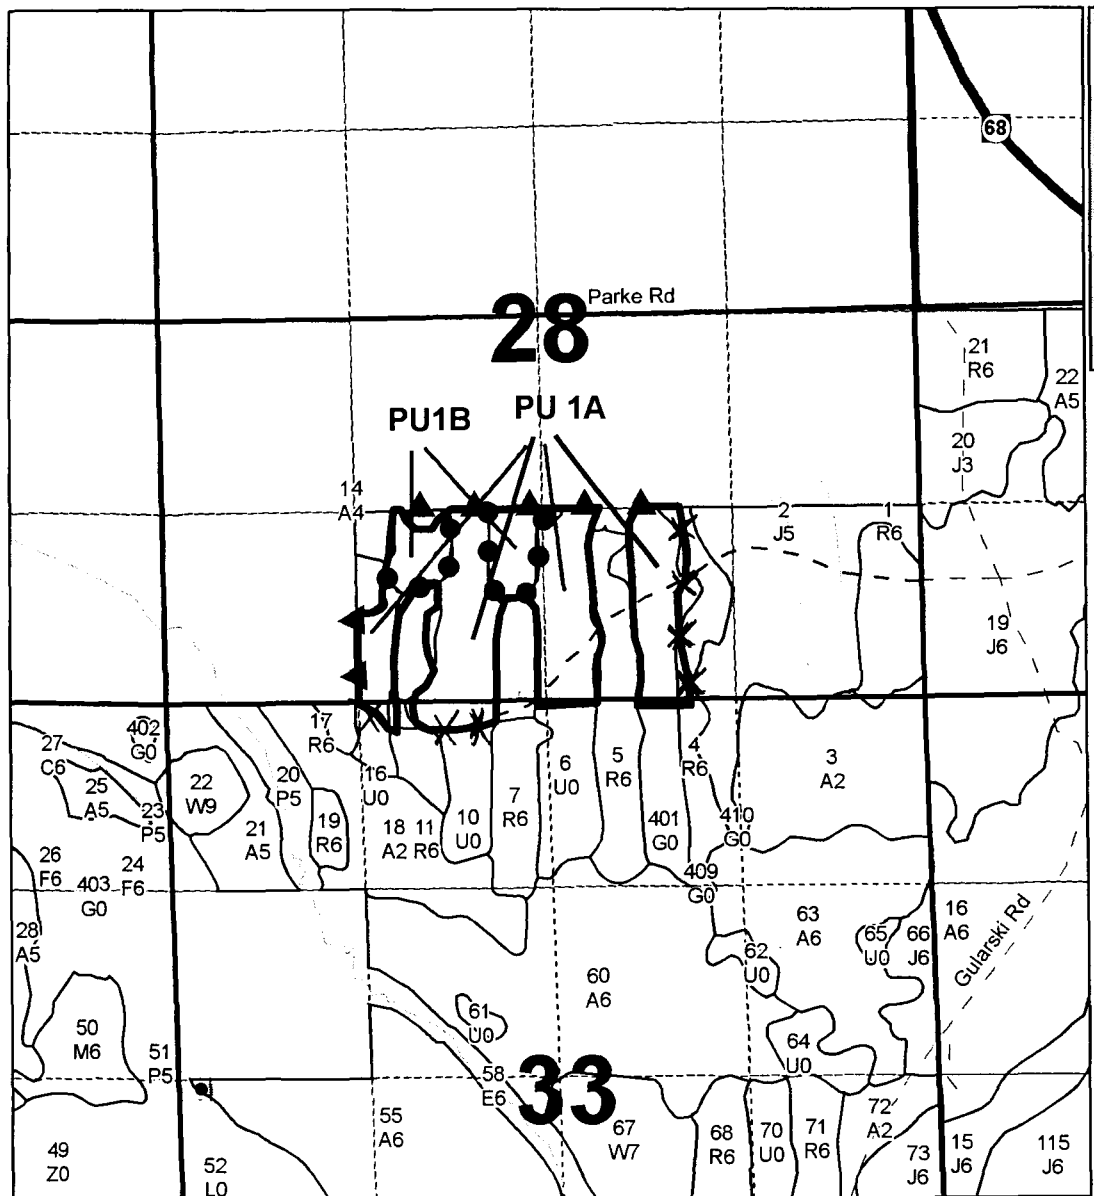 68
Parke Rd
28
21
R6
22
A5
PU1B
PU 1A
20
J3
14
A4
2
J5
1
R6
19
J6
402
G0
17
R6
27
C6
4
R6
3
A2
6
U0
5
R6
25
A5
22
W9
20
P5
16
U0
7
R6
23
P5
19
R6
10
U0
401
G0
410
G0
21
A5
18
A2
11
R6
26
F6
24
F6
403
G0
409
G0
63
A6
16
A6
28
A5
65
U0
66
J6
Gularski Rd
62
U0
60
A6
61
U0
50
M6
64
U0
51
P5
58
E6
33
55
A6
67
W7
68
R6
70
U0
71
R6
72
A2
73
J6
15
J6
115
J6
49
Z0
52
L0